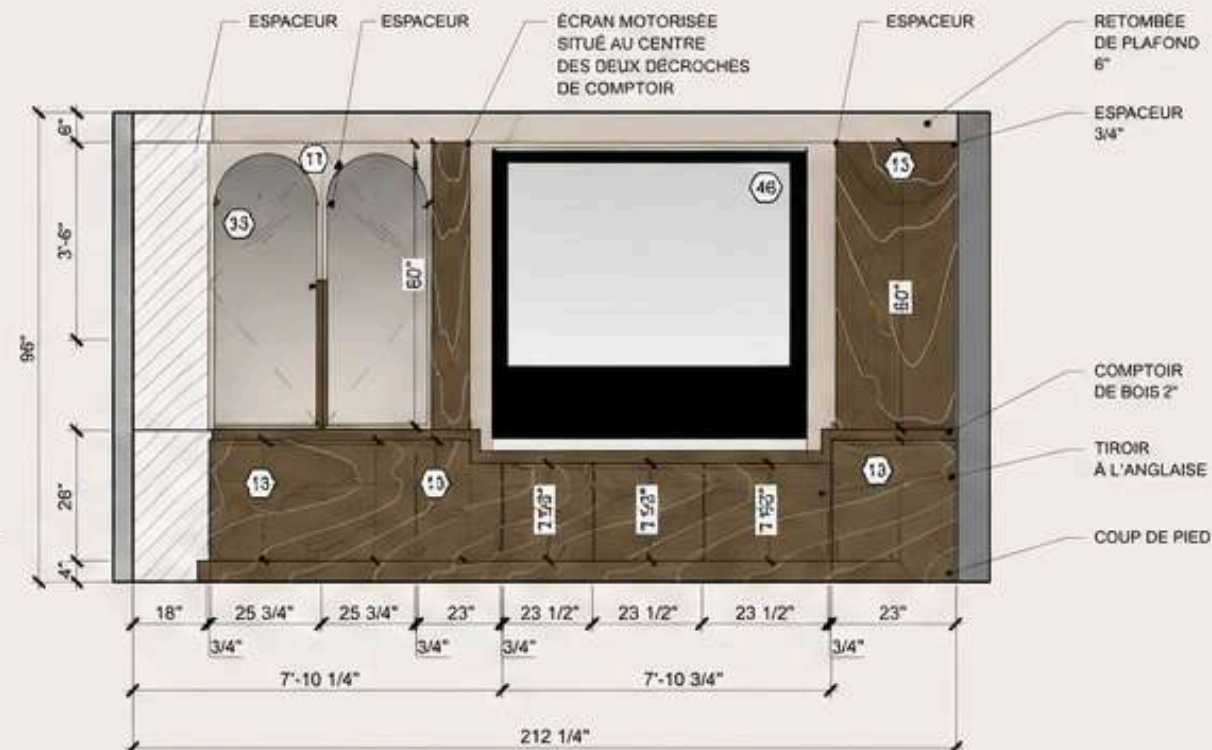 ESPACEUR
ESPACEUR
ÉCRAN MOTORISÉE
SITUÉ AU CENTRE
DES DEUX DÉCROCHÉS
DE COMPTOIR
ESPACEUR
RETOMBÉE
DE PLAFOND
6"
ESPACEUR
3/4"
6"
11
13
46
33
3'-6"
60"
60"
96"
COMPTOIR
DE BOIS 2"
TIROIR
À L'ANGLAISE
26"
13
13
13
COUP DE PIED
4"
18"
25 3/4"
25 3/4"
23"
23 1/2"
23 1/2"
23 1/2"
23"
3/4"
3/4"
3/4"
3/4"
7'-10 1/4"
7'-10 3/4"
212 1/4"